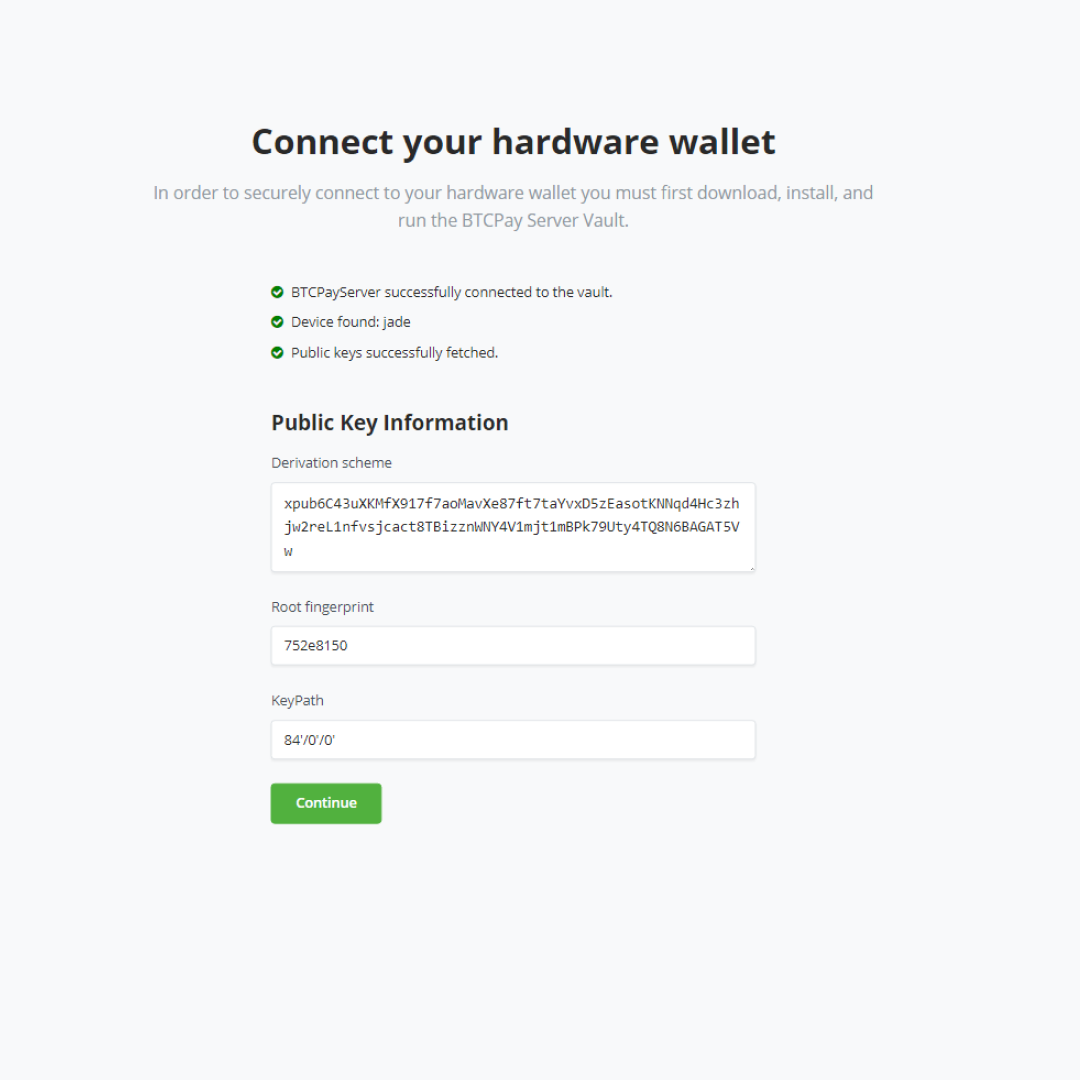 Connect your hardware wallet
In order to securely connect to your hardware wallet you must first download, install, and
run the BTCPay Server Vault.
BTCPayServer successfully connected to the vault.
Device found: jade
Public keys successfully fetched.
Public Key Information
Derivation scheme
xpub6C43uXKMfX917f7aoMavXe87ft7taYvxD5zEasotKNNqd4Hc3zh
jw2reL1nfvsjcact8TBizznWNY4V1mjt1mBPk79Uty4TQ8N6BAGAT5V
w
Root fingerprint
752e8150
KeyPath
84'/0'/0'
Continue